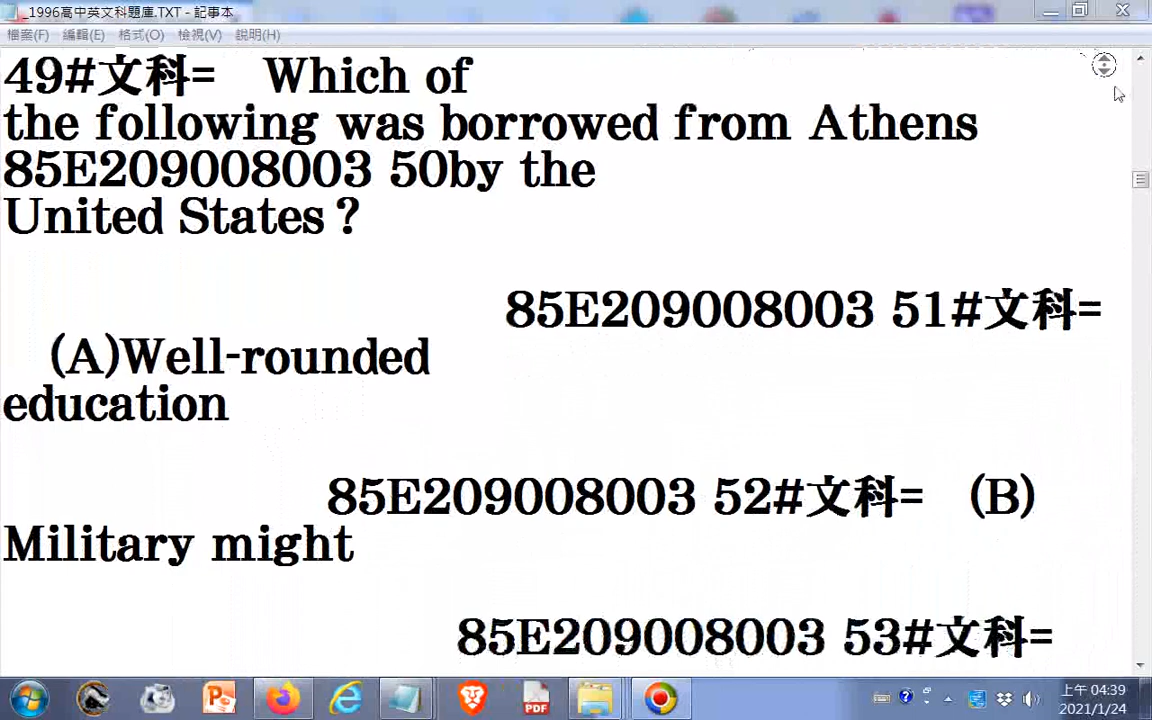 _1996高中英文科題庫.TXT - 記事本
檔案(F) 編輯(E) 格式(O) 檢視(V) 說明(H)
49#文科= Which of
the following was borrowed from Athens
85E209008003 50by the
United States？
85E209008003 51#文科=
(A)Well-rounded
education
85E209008003 52#文科= (B)
Military might
85E209008003 53#文科=
PDF
上午 04:39
2021/1/24